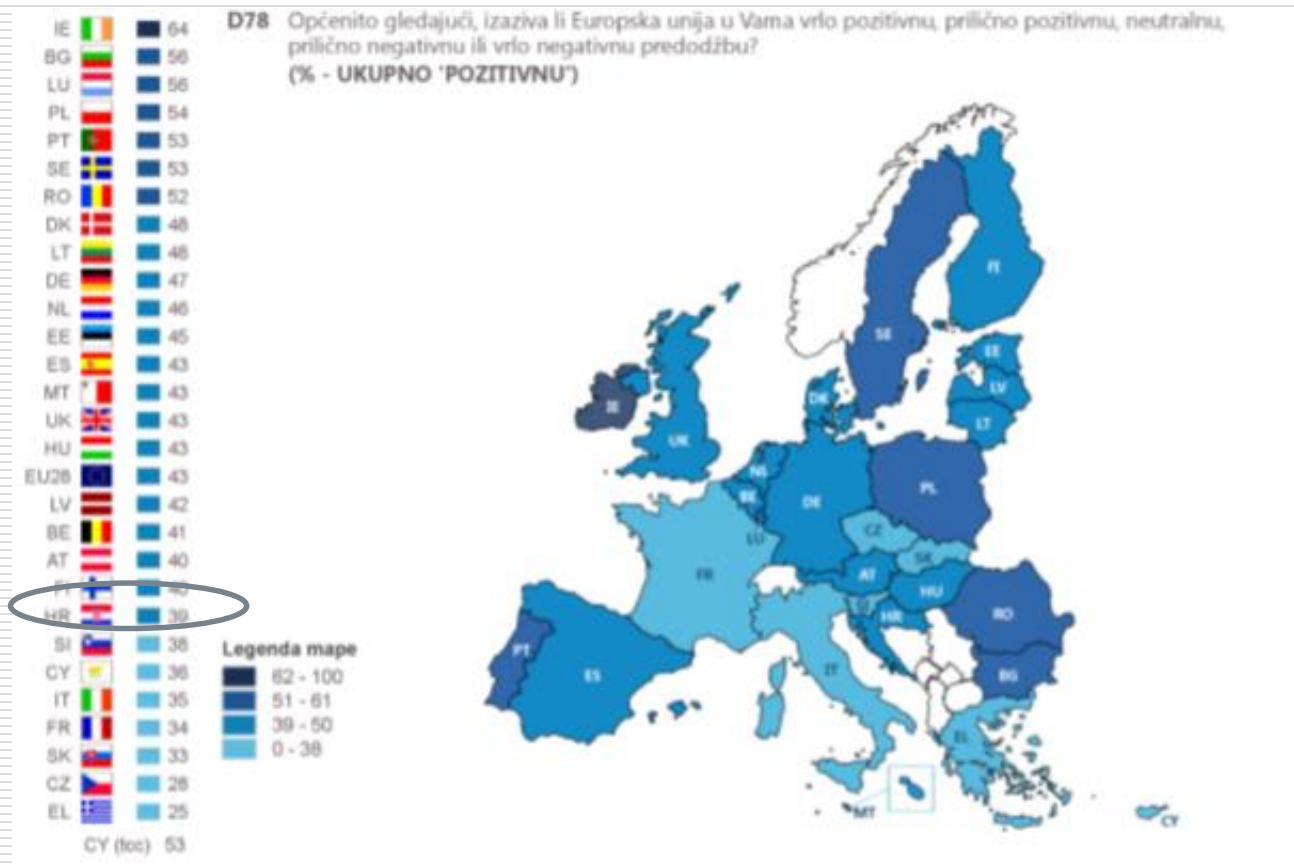 D78 Općenito gledajući, izaziva li Europska unija u Vama vrlo pozitivnu, prilično pozitivnu, neutralnu,
prilično negativnu ili vrlo negativnu predodžbu?
(% - UKUPNO 'POZITIVNU')
IE 64
BG 56
LU 56
PL 54
PT 53
SE 53
RO 52
DK 48
LT 48
DE 47
NL 46
EE 45
ES 43
MT 43
UK 43
HU 43
EU28 43
LV 42
BE 41
AT 40
FI 40
HR 39
SI 38
CY 36
IT 35
FR 34
SK 33
CZ 28
EL 25
CY (tcc) 53
Legenda mape
62 - 100
51 - 61
39 - 50
0 - 38
FI
SE
EE
LV
LT
DK
IE
UK
NL
BE
DE
PL
LU
CZ
SK
FR
AT
HU
SI
HR
RO
PT
ES
IT
BG
EL
MT
CY